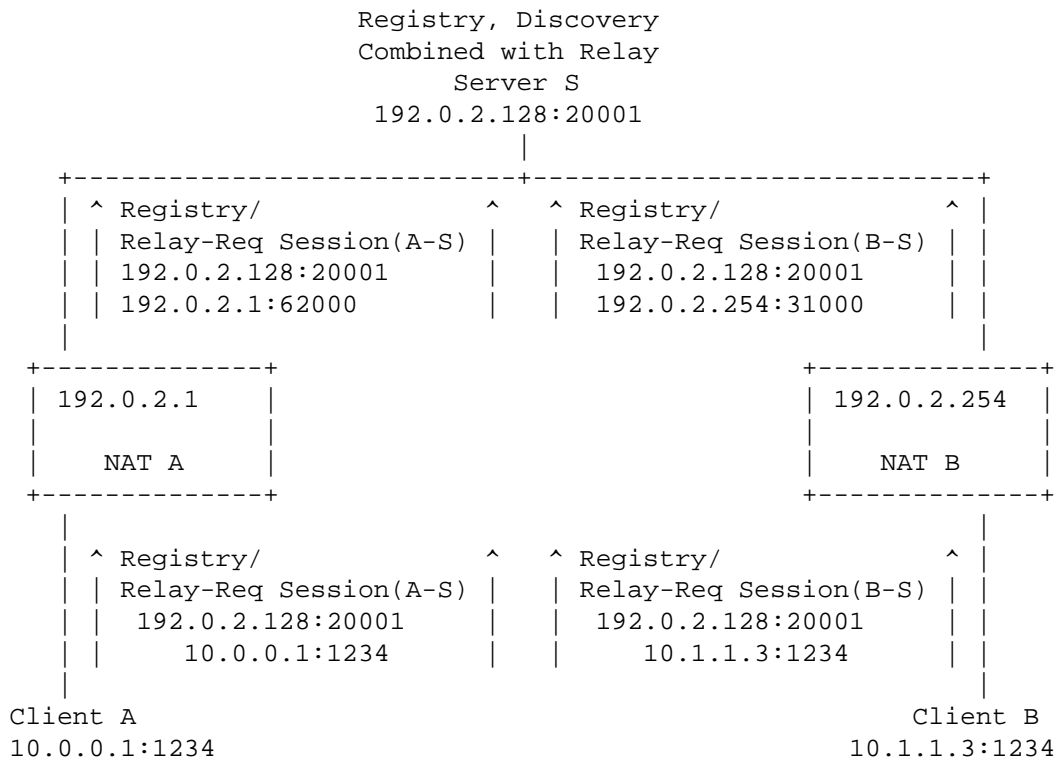 Registry, Discovery
Combined with Relay
Server S
192.0.2.128:20001
|
+----------------------------+----------------------------+
| ^ Registry/              ^   ^ Registry/              ^ |
| | Relay-Req Session(A-S) |   | Relay-Req Session(B-S) | |
| | 192.0.2.128:20001      |   |  192.0.2.128:20001     | |
| | 192.0.2.1:62000        |   |  192.0.2.254:31000     | |
|                                                         |
+--------------+                                 +--------------+
| 192.0.2.1    |                                 | 192.0.2.254  |
|              |                                 |              |
|    NAT A     |                                 |    NAT B     |
+--------------+                                 +--------------+
|                                                         |
| ^ Registry/              ^   ^ Registry/              ^ |
| | Relay-Req Session(A-S) |   | Relay-Req Session(B-S) | |
| |  192.0.2.128:20001     |   |  192.0.2.128:20001     | |
| |     10.0.0.1:1234      |   |     10.1.1.3:1234      | |
|                                                         |
Client A                                                 Client B
10.0.0.1:1234                                        10.1.1.3:1234